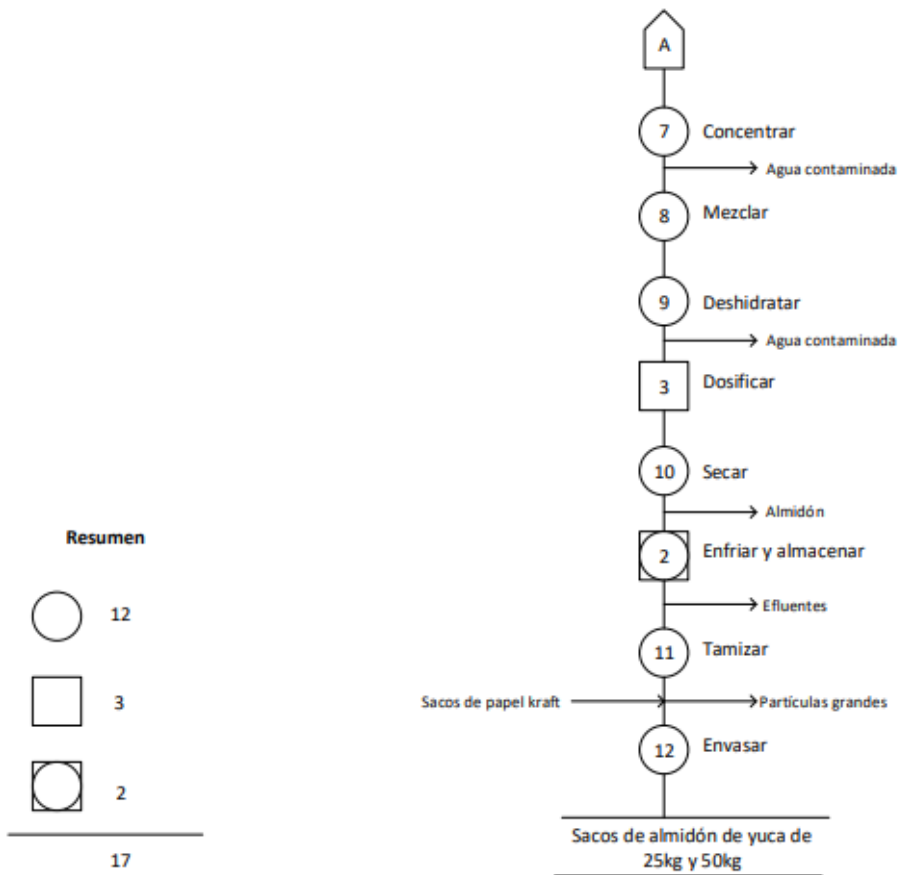 A
7 Concentrar
Agua contaminada
8 Mezclar
9 Deshidratar
Agua contaminada
3 Dosificar
10 Secar
Almidón
2 Enfriar y almacenar
Efluentes
11 Tamizar
Sacos de papel kraft
Partículas grandes
12 Envasar
Sacos de almidón de yuca de
25kg y 50kg
Resumen
12
3
2
17